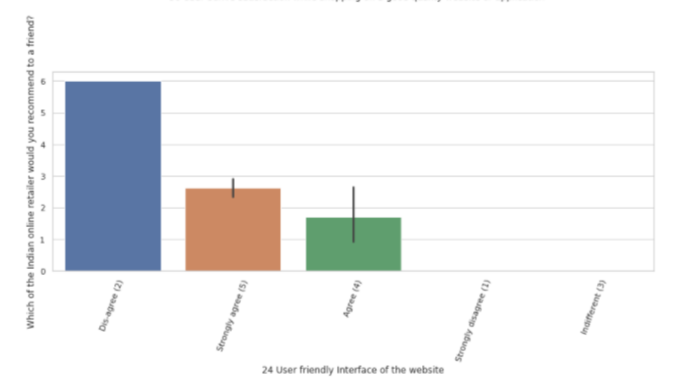 Which of the Indian online retailer would you recommend to a friend?
6
5
4
3
2
1
0
Dis-agree (2)
Strongly agree (5)
Agree (4)
Strongly disagree (1)
Indifferent (3)
24 User friendly Interface of the website